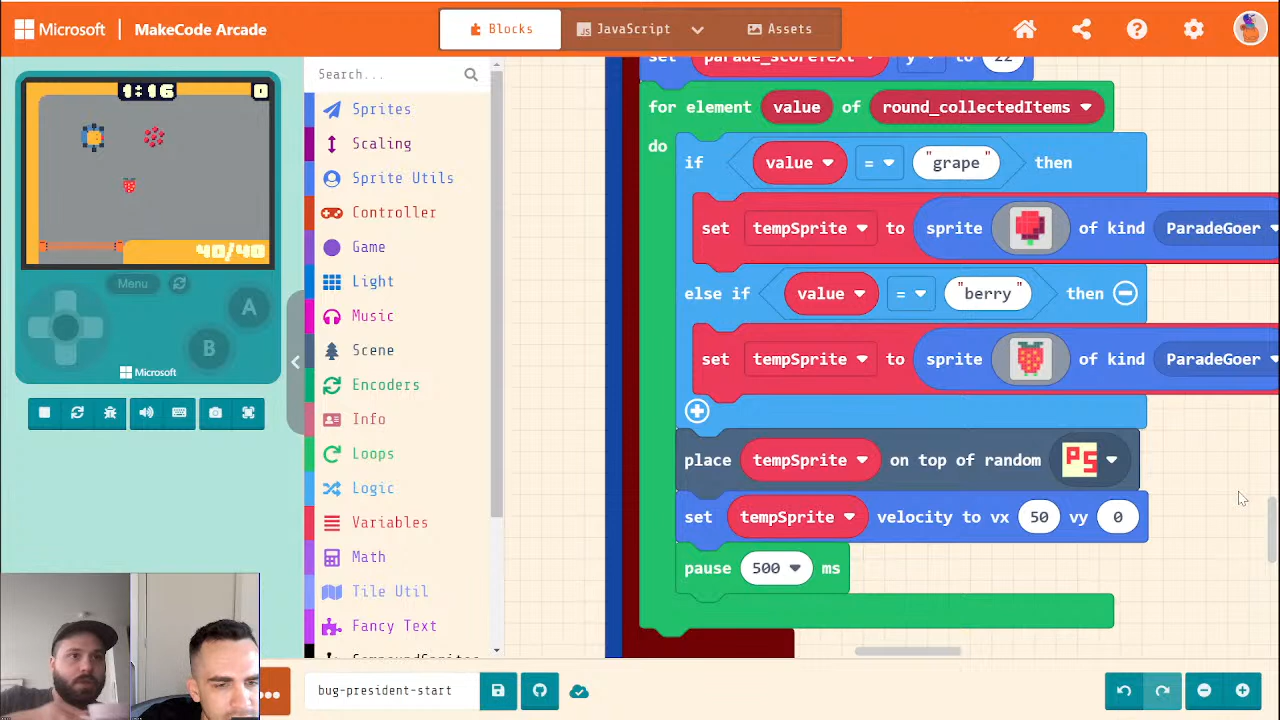 Microsoft | MakeCode Arcade
Blocks
JavaScript
Assets
1:16
0
40/40
Menu
A
B
Microsoft
Search...
Sprites
Scaling
Sprite Utils
Controller
Game
Light
Music
Scene
Encoders
Info
Loops
Logic
Variables
Math
Tile Util
Fancy Text
CompoundSprites
set parade_scoreText y to 22
for element value of round_collectedItems
do
if value = "grape" then
set tempSprite to sprite of kind ParadeGoer
else if value = "berry" then
set tempSprite to sprite of kind ParadeGoer
place tempSprite on top of random PS
set tempSprite velocity to vx 50 vy 0
pause 500 ms
bug-president-start